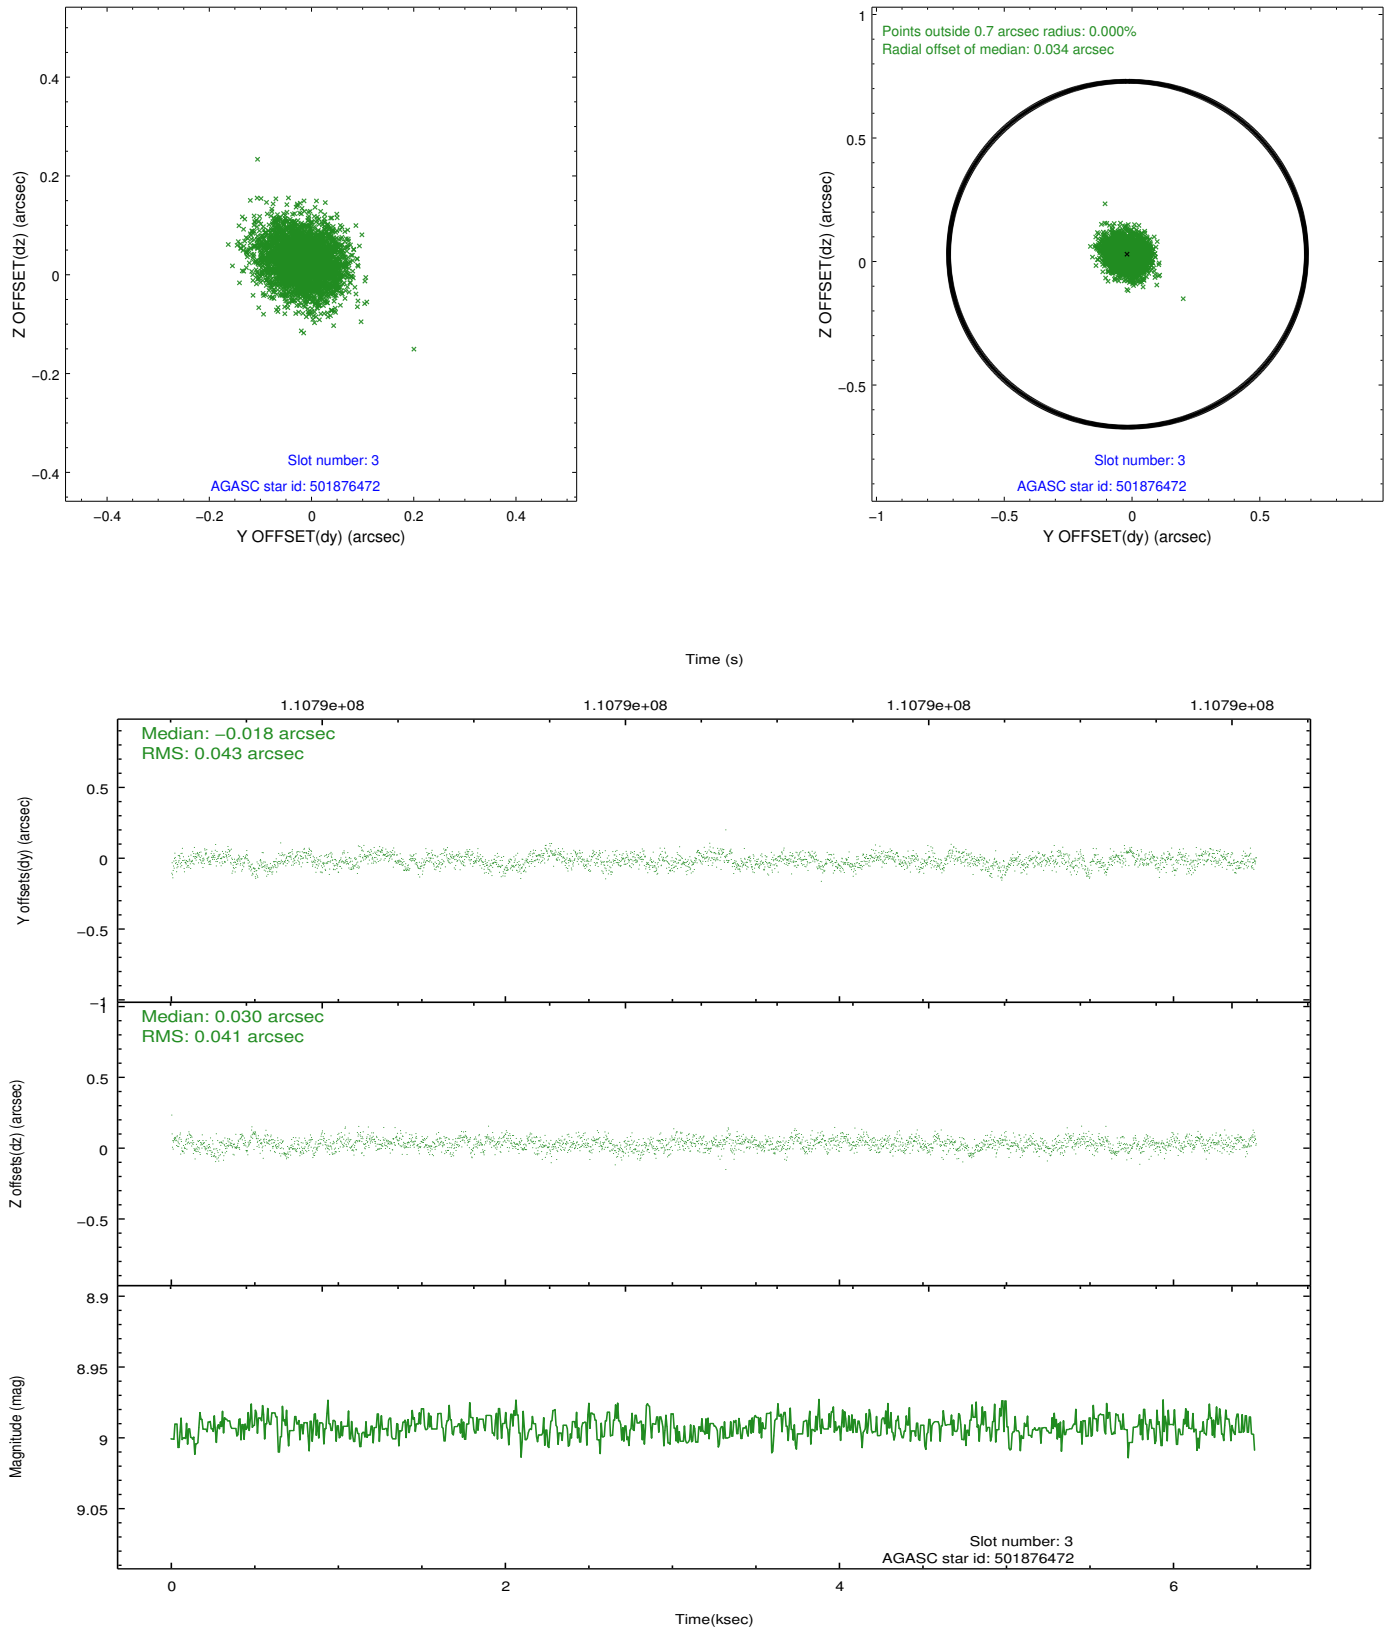 0.4
0.2
0
−0.2
−0.4
Z OFFSET(dz) (arcsec)
Slot number: 3
AGASC star id: 501876472
−0.4 −0.2 0 0.2 0.4
Y OFFSET(dy) (arcsec)
Points outside 0.7 arcsec radius: 0.000%
Radial offset of median: 0.034 arcsec
1
0.5
0
−0.5
Z OFFSET(dz) (arcsec)
Slot number: 3
AGASC star id: 501876472
−1 −0.5 0 0.5
Y OFFSET(dy) (arcsec)
Time (s)
1.1079e+08 1.1079e+08 1.1079e+08 1.1079e+08
Median: −0.018 arcsec
RMS: 0.043 arcsec
0.5
0
−0.5
−1
Y offsets(dy) (arcsec)
Median: 0.030 arcsec
RMS: 0.041 arcsec
1
0.5
0
−0.5
Z offsets(dz) (arcsec)
8.9
8.95
9
9.05
Magnitude (mag)
Slot number: 3
AGASC star id: 501876472
0 2 4 6
Time(ksec)